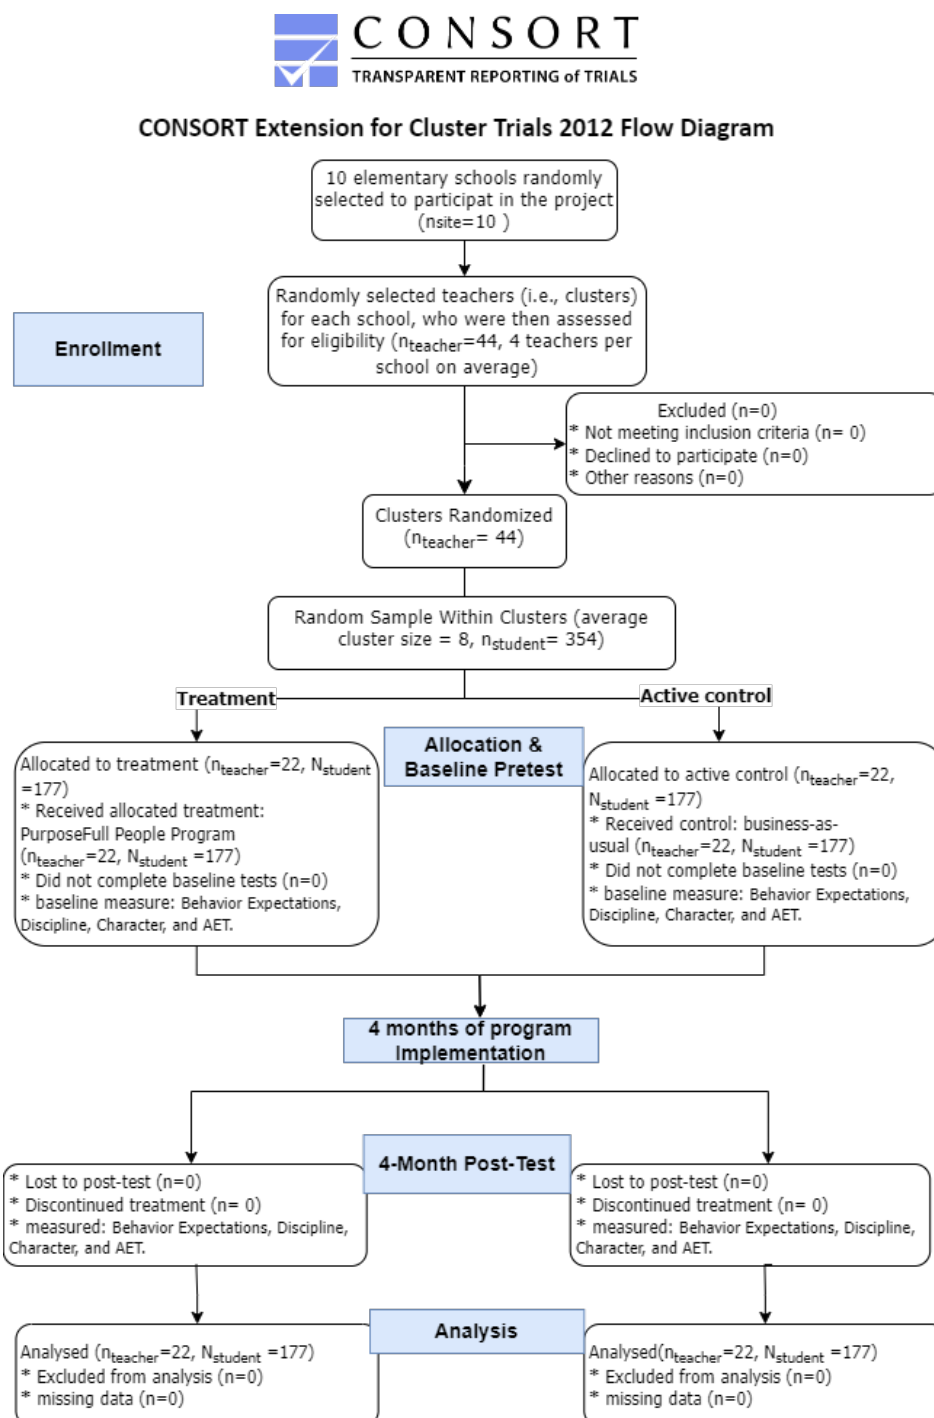 CONSORT
TRANSPARENT REPORTING of TRIALS
CONSORT Extension for Cluster Trials 2012 Flow Diagram
10 elementary schools randomly
selected to participat in the project
(nsite=10 )
Enrollment
Randomly selected teachers (i.e., clusters)
for each school, who were then assessed
for eligibility (nteacher=44, 4 teachers per
school on average)
Excluded (n=0)
* Not meeting inclusion criteria (n= 0)
* Declined to participate (n=0)
* Other reasons (n=0)
Clusters Randomized
(nteacher= 44)
Random Sample Within Clusters (average
cluster size = 8, nstudent= 354)
Treatment
Active control
Allocation &
Baseline Pretest
Allocated to treatment (nteacher=22, Nstudent
=177)
* Received allocated treatment:
PurposeFull People Program
(nteacher=22, Nstudent =177)
* Did not complete baseline tests (n=0)
* baseline measure: Behavior Expectations,
Discipline, Character, and AET.
Allocated to active control (nteacher=22,
Nstudent =177)
* Received control: business-as-
usual (nteacher=22, Nstudent =177)
* Did not complete baseline tests (n=0)
* baseline measure: Behavior Expectations,
Discipline, Character, and AET.
4 months of program
Implementation
4-Month Post-Test
* Lost to post-test (n=0)
* Discontinued treatment (n= 0)
* measured: Behavior Expectations, Discipline,
Character, and AET.
* Lost to post-test (n=0)
* Discontinued treatment (n= 0)
* measured: Behavior Expectations, Discipline,
Character, and AET.
Analysis
Analysed (nteacher=22, Nstudent =177)
* Excluded from analysis (n=0)
* missing data (n=0)
Analysed(nteacher=22, Nstudent =177)
* Excluded from analysis (n=0)
* missing data (n=0)